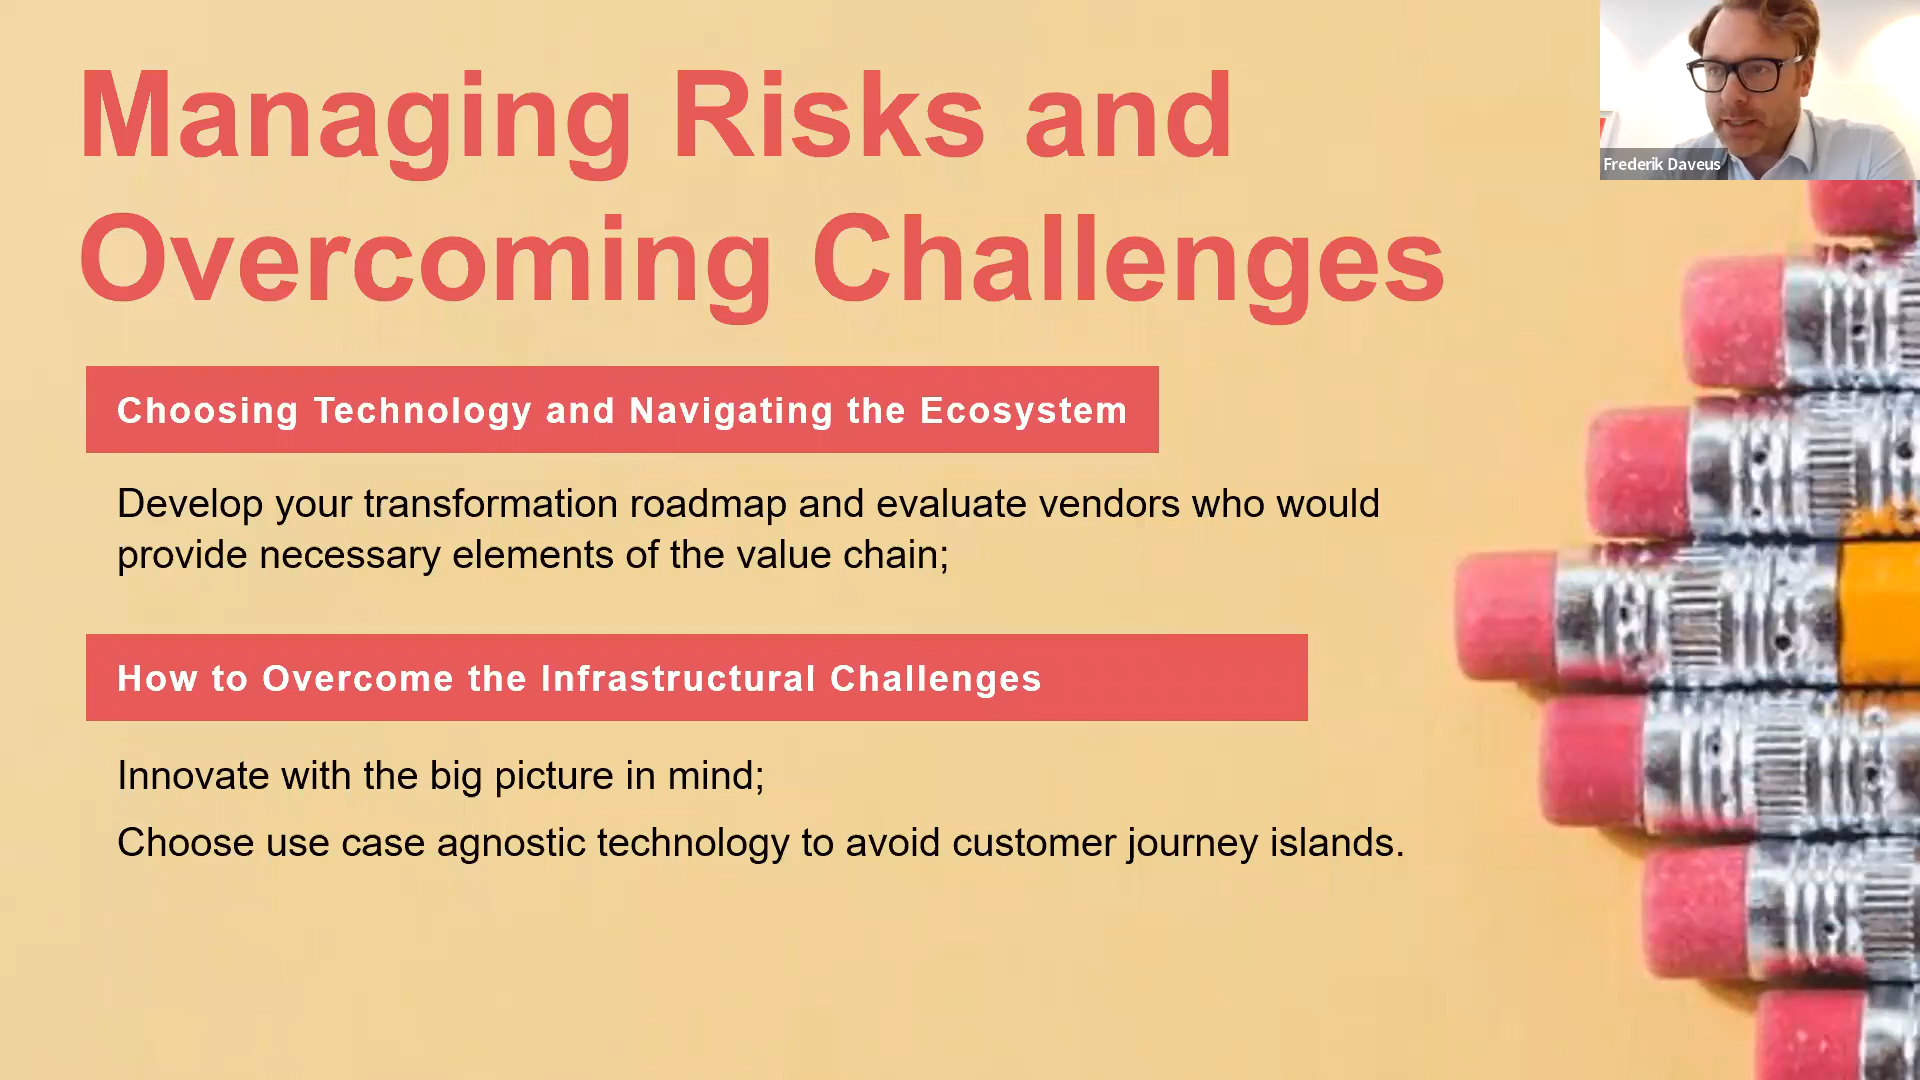 Managing Risks and
Overcoming Challenges
Frederik Daveus
Choosing Technology and Navigating the Ecosystem
Develop your transformation roadmap and evaluate vendors who would
provide necessary elements of the value chain;
How to Overcome the Infrastructural Challenges
Innovate with the big picture in mind;
Choose use case agnostic technology to avoid customer journey islands.